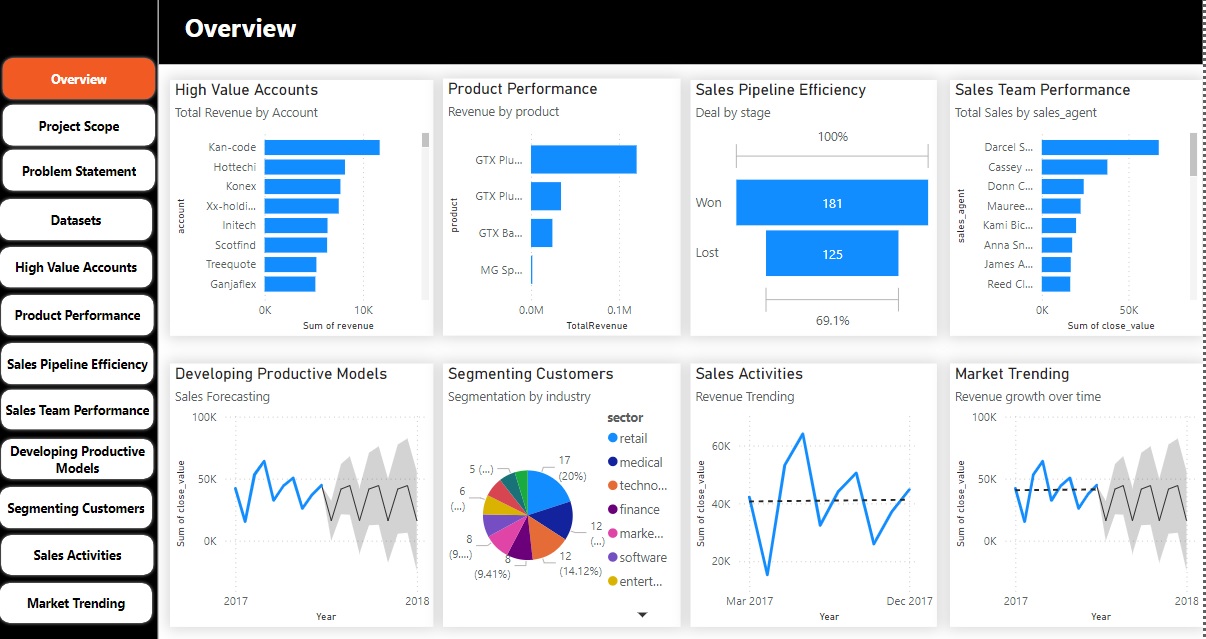 Overview
Overview
Project Scope
Problem Statement
Datasets
High Value Accounts
Product Performance
Sales Pipeline Efficiency
Sales Team Performance
Developing Productive
Models
Segmenting Customers
Sales Activities
Market Trending
High Value Accounts
Total Revenue by Account
account
Kan-code
Hottechi
Konex
Xx-holdi...
Initech
Scotfind
Treequote
Ganjaflex
0K 10K
Sum of revenue
Product Performance
Revenue by product
product
GTX Plu...
GTX Plu...
GTX Ba...
MG Sp...
0.0M 0.1M
TotalRevenue
Sales Pipeline Efficiency
Deal by stage
100%
Won 181
Lost 125
69.1%
Sales Team Performance
Total Sales by sales_agent
sales_agent
Darcel S...
Cassey ...
Donn C...
Mauree...
Kami Bic...
Anna Sn...
James A...
Reed Cl...
0K 50K
Sum of close_value
Developing Productive Models
Sales Forecasting
Sum of close_value
100K
50K
0K
2017 2018
Year
Segmenting Customers
Segmentation by industry
17
(20%)
12
(...)
12
(14.12%)
8
(9.41%)
8
(9....)
6
(...)
5 (...)
sector
retail
medical
techno...
finance
marke...
software
entert...
Sales Activities
Revenue Trending
Sum of close_value
60K
40K
20K
Mar 2017 Dec 2017
Year
Market Trending
Revenue growth over time
Sum of close_value
100K
50K
0K
2017 2018
Year